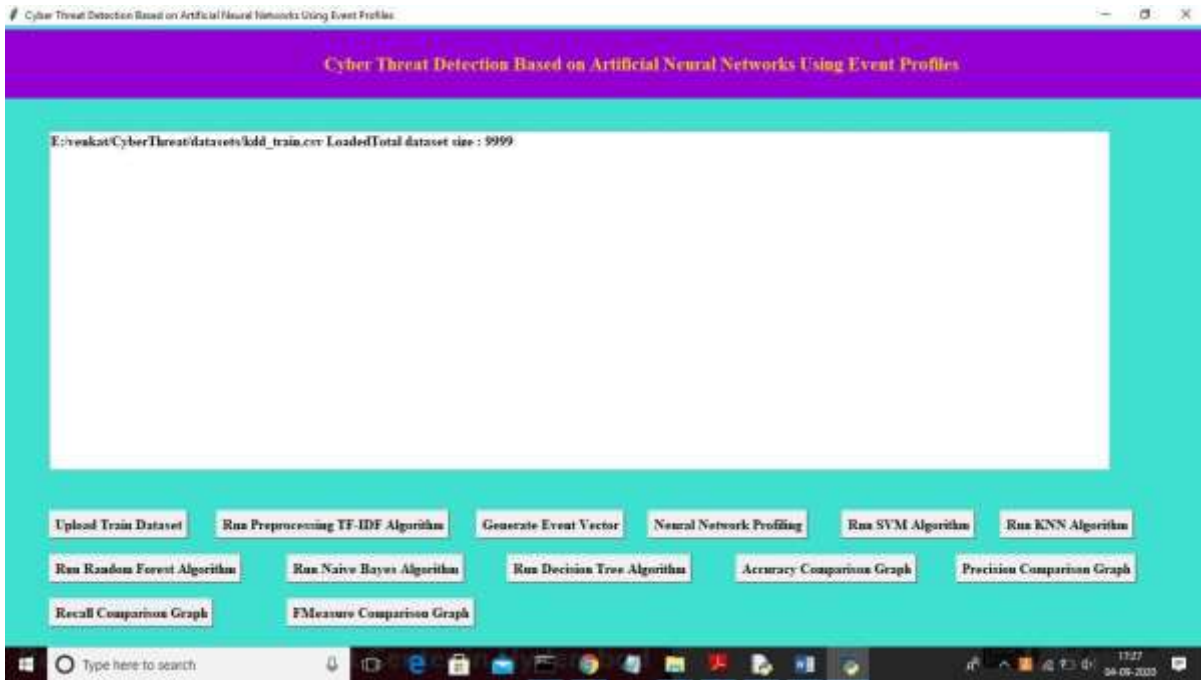 Cyber Threat Detection Based on Artificial Neural Networks Using Event Profiles
Cyber Threat Detection Based on Artificial Neural Networks Using Event Profiles
E:/venkat/CyberThreat/datasets/kdd_train.csv LoadedTotal dataset size : 9999
Upload Train Dataset
Run Preprocessing TF-IDF Algorithm
Generate Event Vector
Neural Network Profiling
Run SVM Algorithm
Run KNN Algorithm
Run Random Forest Algorithm
Run Naive Bayes Algorithm
Run Decision Tree Algorithm
Accuracy Comparison Graph
Precision Comparison Graph
Recall Comparison Graph
FMeasure Comparison Graph
Type here to search
17:27
04-09-2020